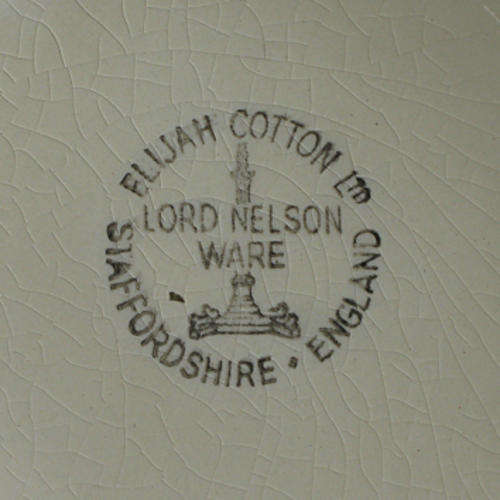 ELIJAH COTTON LTD
LORD NELSON
WARE
STAFFORDSHIRE • ENGLAND